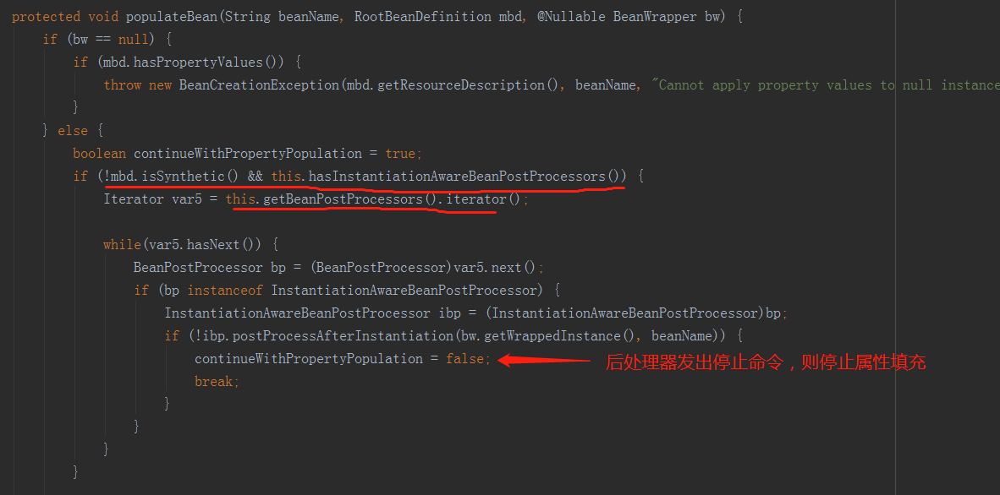 protected void populateBean(String beanName, RootBeanDefinition mbd, @Nullable BeanWrapper bw) {
if (bw == null) {
if (mbd.hasPropertyValues()) {
throw new BeanCreationException(mbd.getResourceDescription(), beanName, "Cannot apply property values to null instance
}
} else {
boolean continueWithPropertyPopulation = true;
if (!mbd.isSynthetic() && this.hasInstantiationAwareBeanPostProcessors()) {
Iterator var5 = this.getBeanPostProcessors().iterator();
while(var5.hasNext()) {
BeanPostProcessor bp = (BeanPostProcessor)var5.next();
if (bp instanceof InstantiationAwareBeanPostProcessor) {
InstantiationAwareBeanPostProcessor ibp = (InstantiationAwareBeanPostProcessor)bp;
if (!ibp.postProcessAfterInstantiation(bw.getWrappedInstance(), beanName)) {
continueWithPropertyPopulation = false; 后处理器发出停止命令，则停止属性填充
break;
}
}
}
}